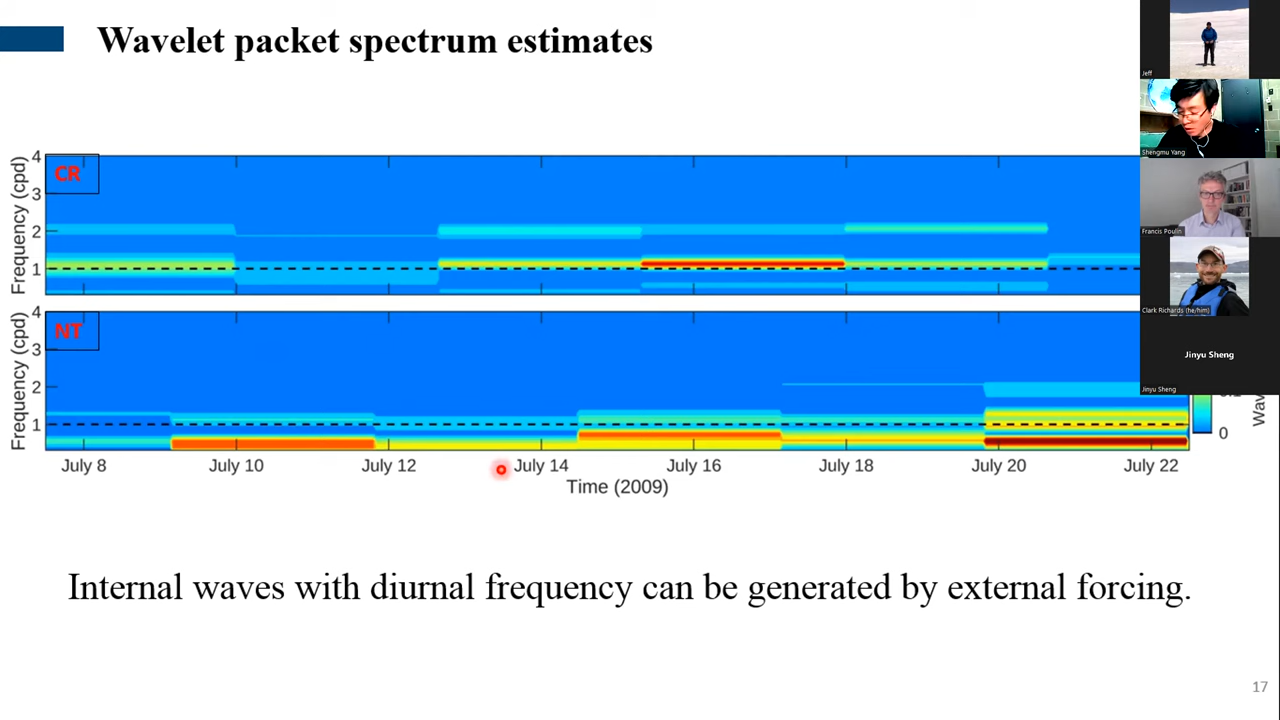 Wavelet packet spectrum estimates
Jeff
Shengmu Yang
Francis Poulin
Clark Richards (he/him)
Jinyu Sheng
Jinyu Sheng
Frequency (cpd)
4
3
2
1
CR
Frequency (cpd)
4
3
2
1
NT
0
July 8 July 10 July 12 July 14 July 16 July 18 July 20 July 22
Time (2009)
Internal waves with diurnal frequency can be generated by external forcing.
17